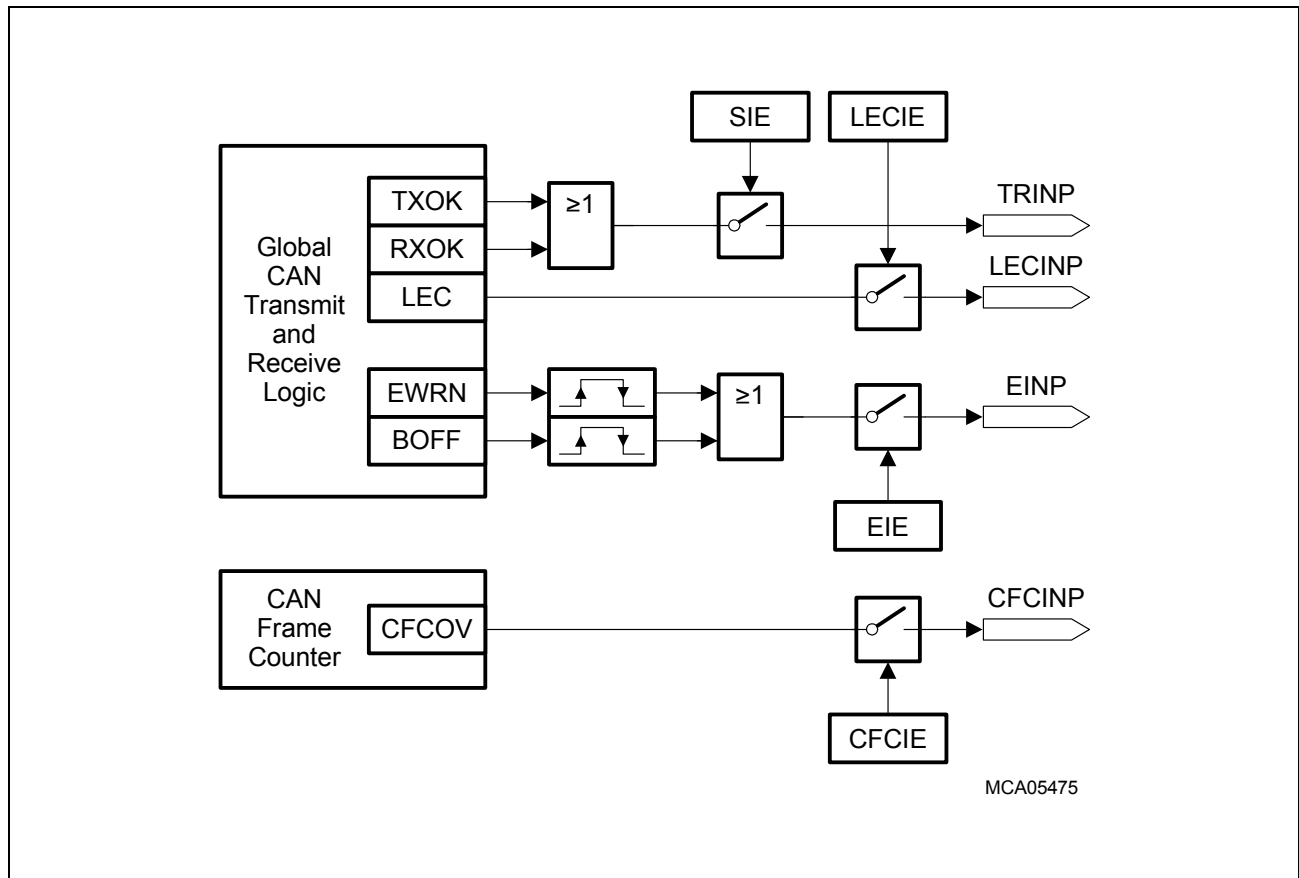 SIE
LECIE
TXOK
RXOK
LEC
EWRN
BOFF
Global
CAN
Transmit
and
Receive
Logic
≥1
≥1
TRINP
LECINP
EINP
EIE
CAN
Frame
Counter
CFCOV
CFCINP
CFCIE
MCA05475